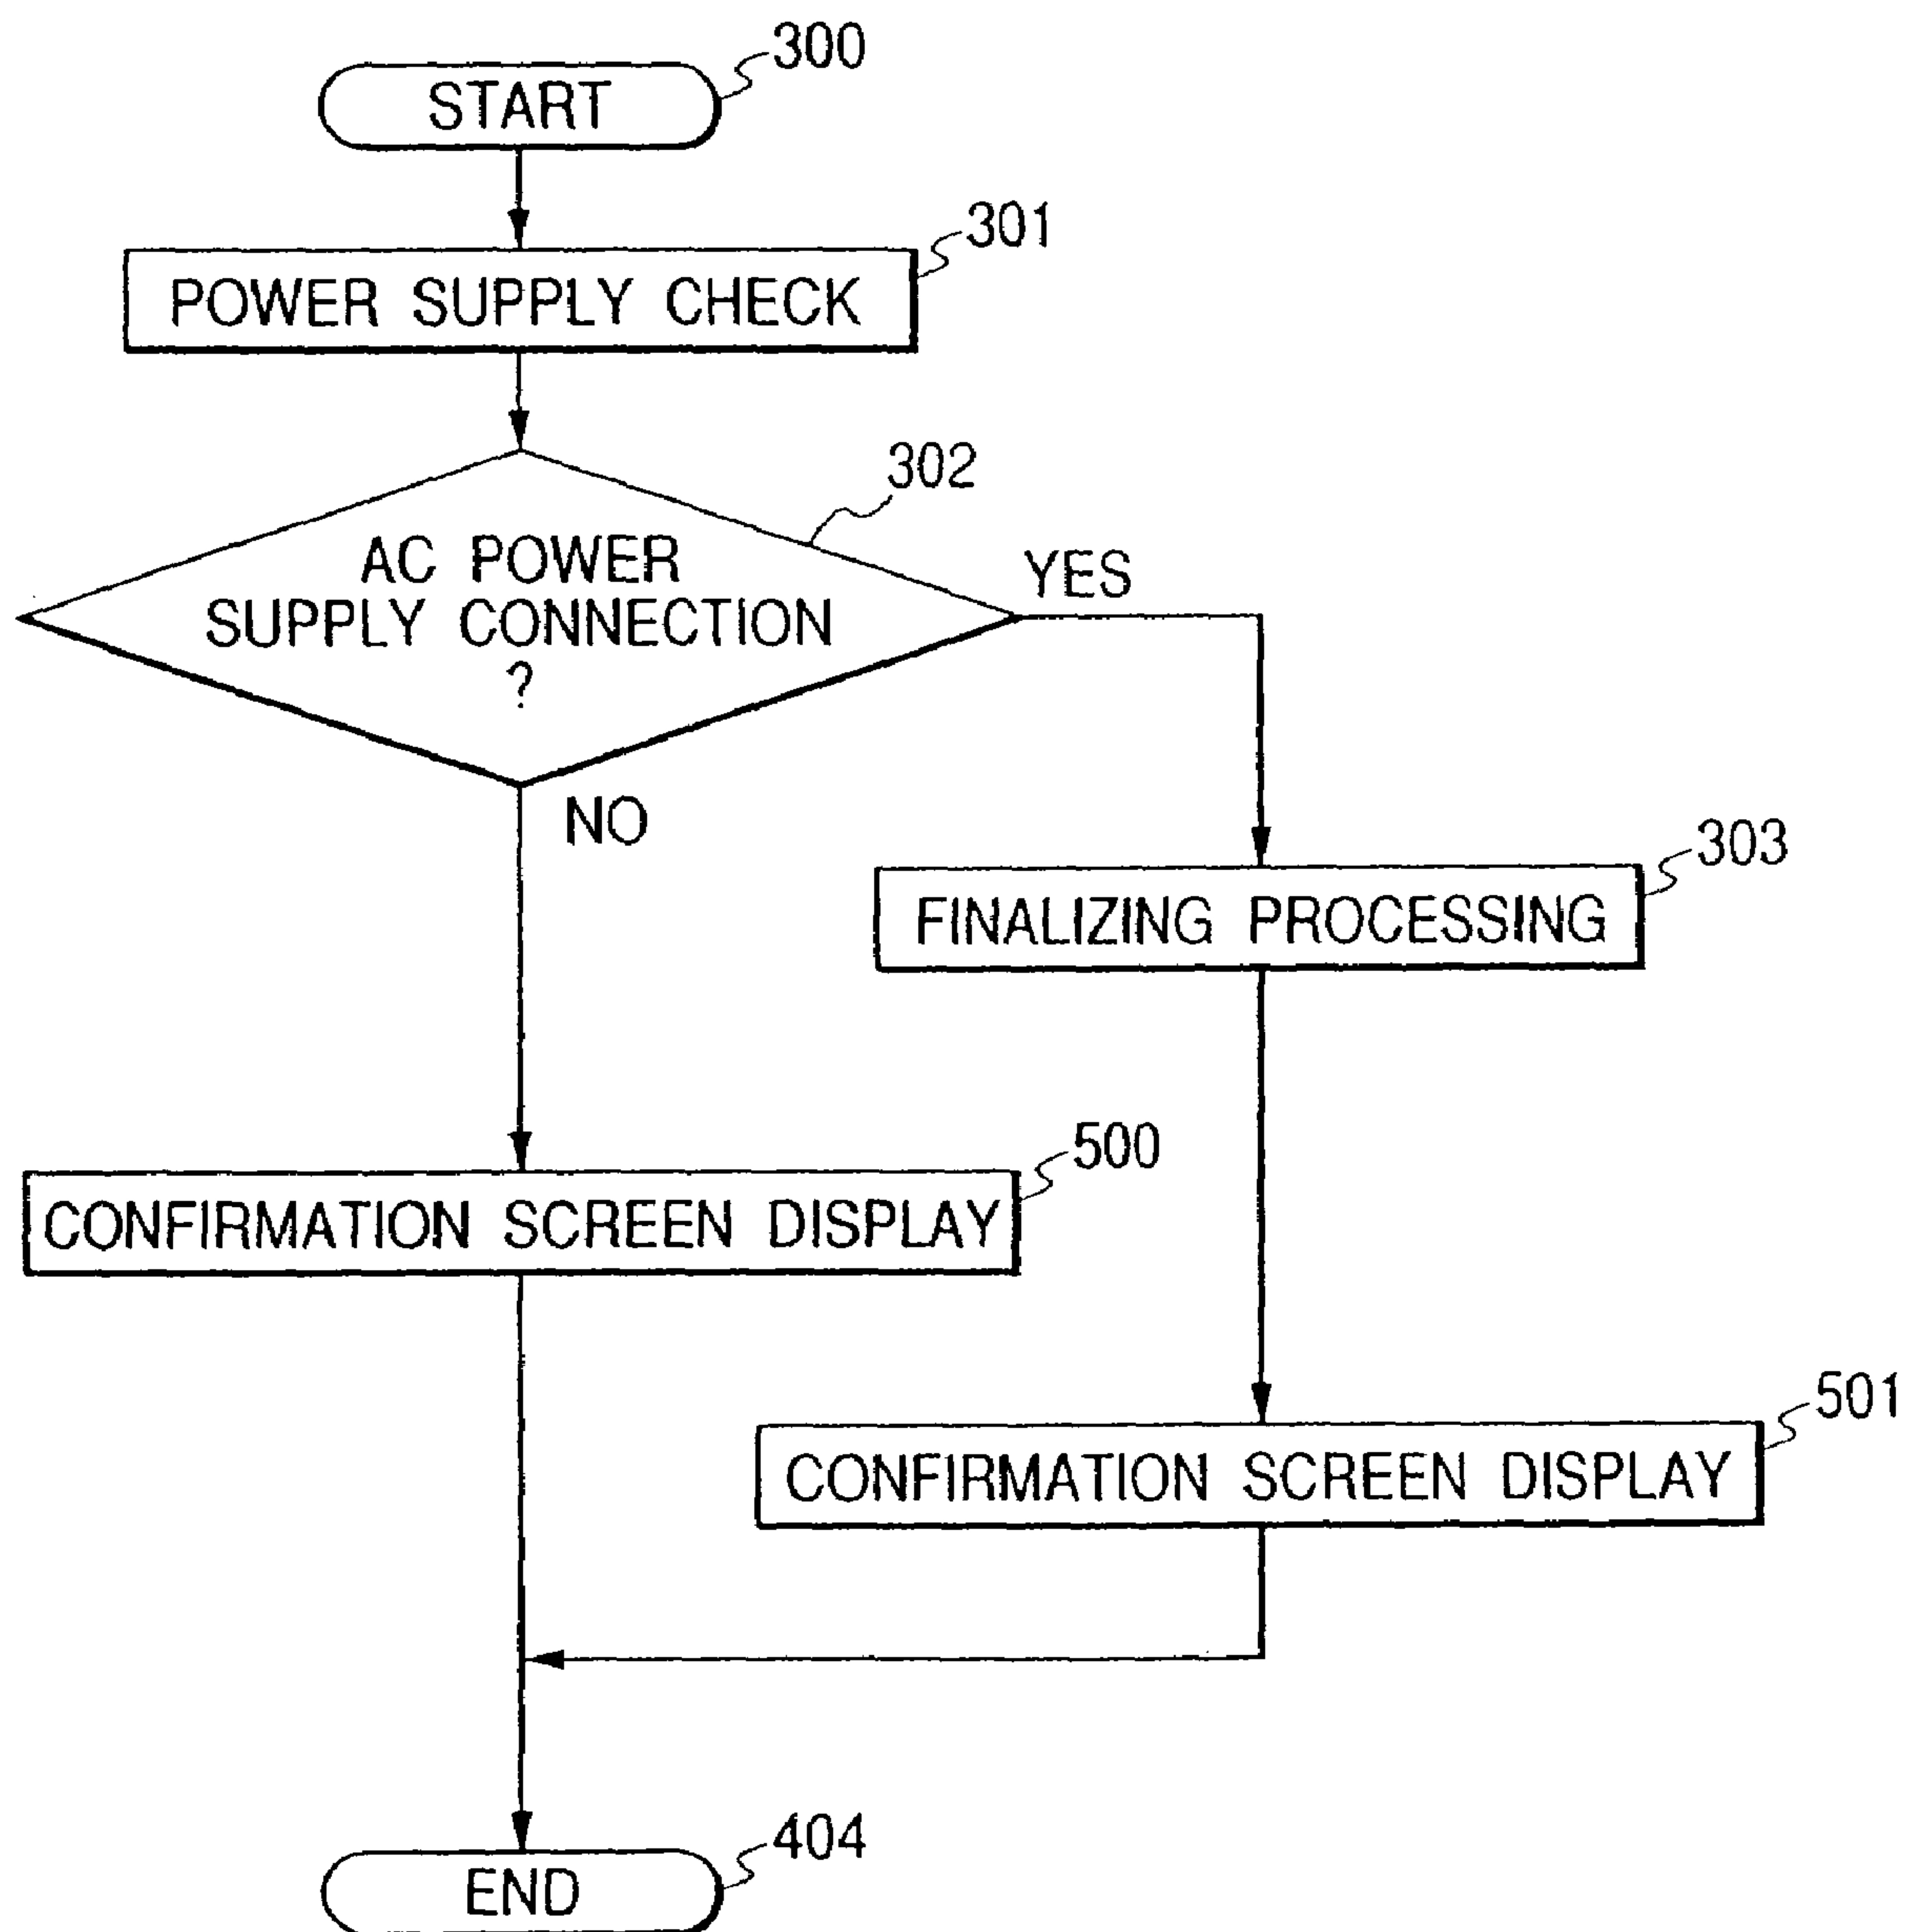 300
START
301
POWER SUPPLY CHECK
302
AC POWER
SUPPLY CONNECTION
?
YES
NO
303
FINALIZING PROCESSING
500
CONFIRMATION SCREEN DISPLAY
501
CONFIRMATION SCREEN DISPLAY
404
END